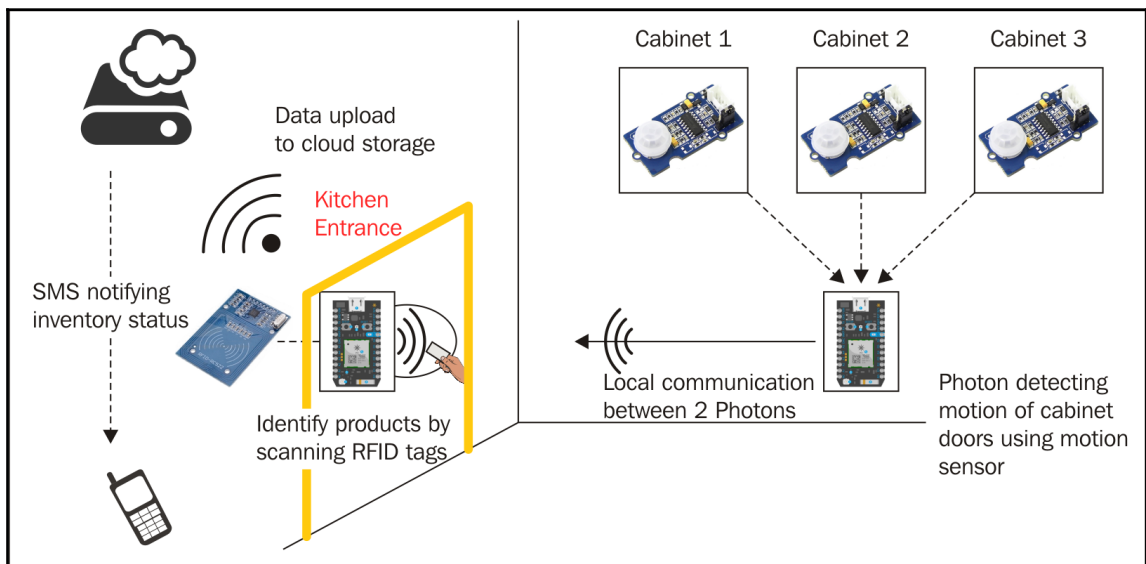 Cabinet 1
Cabinet 2
Cabinet 3
Data upload
to cloud storage
Kitchen
Entrance
SMS notifying
inventory status
Identify products by
scanning RFID tags
Local communication
between 2 Photons
Photon detecting
motion of cabinet
doors using motion
sensor